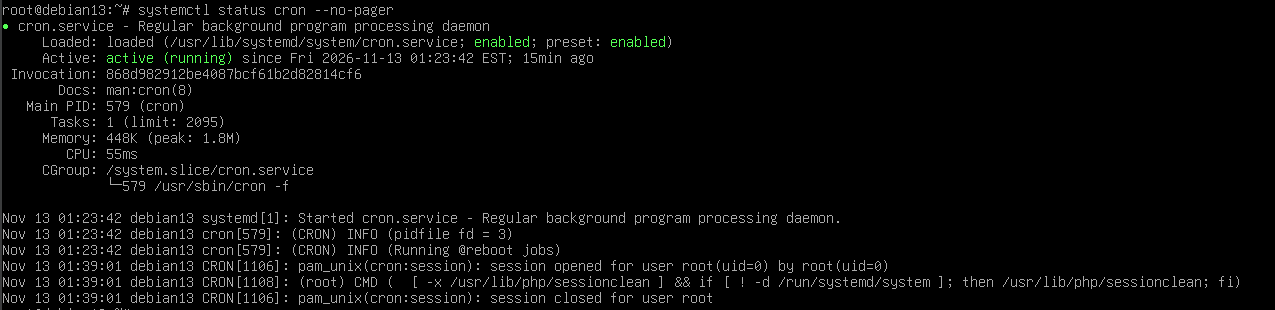 root@debian13:~# systemctl status cron --no-pager
● cron.service - Regular background program processing daemon
     Loaded: loaded (/usr/lib/systemd/system/cron.service; enabled; preset: enabled)
     Active: active (running) since Fri 2026-11-13 01:23:42 EST; 15min ago
 Invocation: 868d982912be4087bcf61b2d82814cf6
       Docs: man:cron(8)
   Main PID: 579 (cron)
      Tasks: 1 (limit: 2095)
     Memory: 448K (peak: 1.8M)
        CPU: 55ms
     CGroup: /system.slice/cron.service
             └─579 /usr/sbin/cron -f

Nov 13 01:23:42 debian13 systemd[1]: Started cron.service - Regular background program processing daemon.
Nov 13 01:23:42 debian13 cron[579]: (CRON) INFO (pidfile fd = 3)
Nov 13 01:23:42 debian13 cron[579]: (CRON) INFO (Running @reboot jobs)
Nov 13 01:39:01 debian13 CRON[1106]: pam_unix(cron:session): session opened for user root(uid=0) by root(uid=0)
Nov 13 01:39:01 debian13 CRON[1108]: (root) CMD (  [ -x /usr/lib/php/sessionclean ] && if [ ! -d /run/systemd/system ]; then /usr/lib/php/sessionclean; fi)
Nov 13 01:39:01 debian13 CRON[1106]: pam_unix(cron:session): session closed for user root